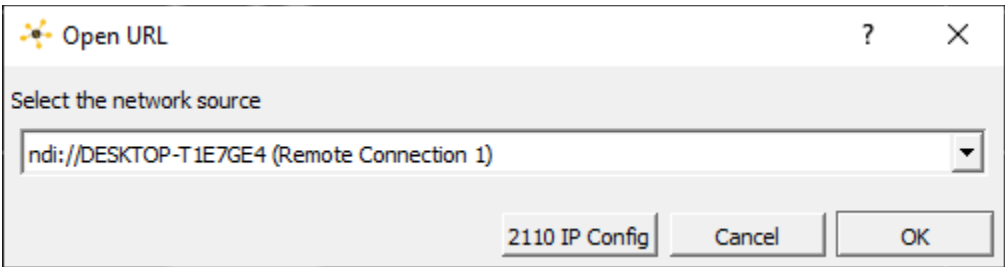 Open URL
?
Select the network source
ndi://DESKTOP-T1E7GE4 (Remote Connection 1)
2110 IP Config
Cancel
OK